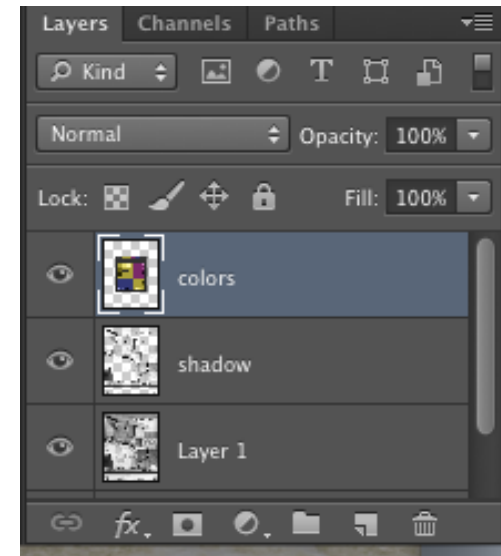 Layers Channels Paths
Kind T
Normal Opacity: 100%
Lock: Fill: 100%
colors
shadow
Layer 1
fx.